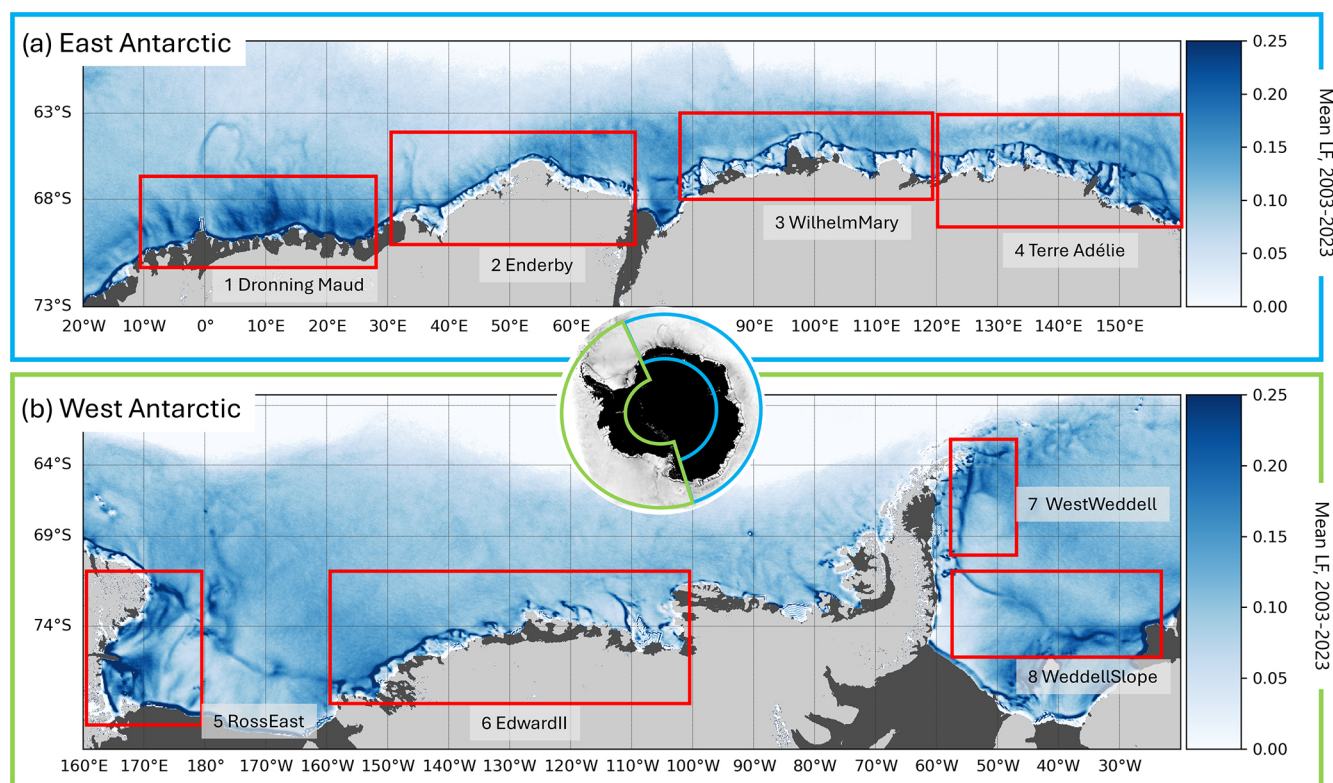 (a) East Antarctic
63°S
68°S
73°S
1 Dronning Maud
2 Enderby
3 WilhelmMary
4 Terre Adélie
20°W 10°W 0° 10°E 20°E 30°E 40°E 50°E 60°E 90°E 100°E 110°E 120°E 130°E 140°E 150°E
0.25
0.20
0.15
0.10
0.05
0.00
Mean LF, 2003-2023
(b) West Antarctic
64°S
69°S
74°S
5 RossEast
6 EdwardII
7 WestWeddell
8 WeddellSlope
160°E 170°E 180° 170°W 160°W 150°W 140°W 130°W 120°W 110°W 100°W 90°W 80°W 70°W 60°W 50°W 40°W 30°W
0.25
0.20
0.15
0.10
0.05
0.00
Mean LF, 2003-2023